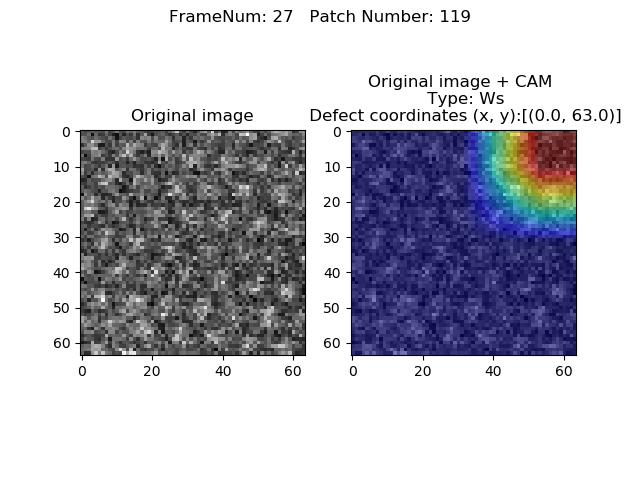 FrameNum: 27   Patch Number: 119
Original image
Original image + CAM
Type: Ws
Defect coordinates (x, y):[(0.0, 63.0)]
0
10
20
30
40
50
60
0 20 40 60
0
10
20
30
40
50
60
0 20 40 60